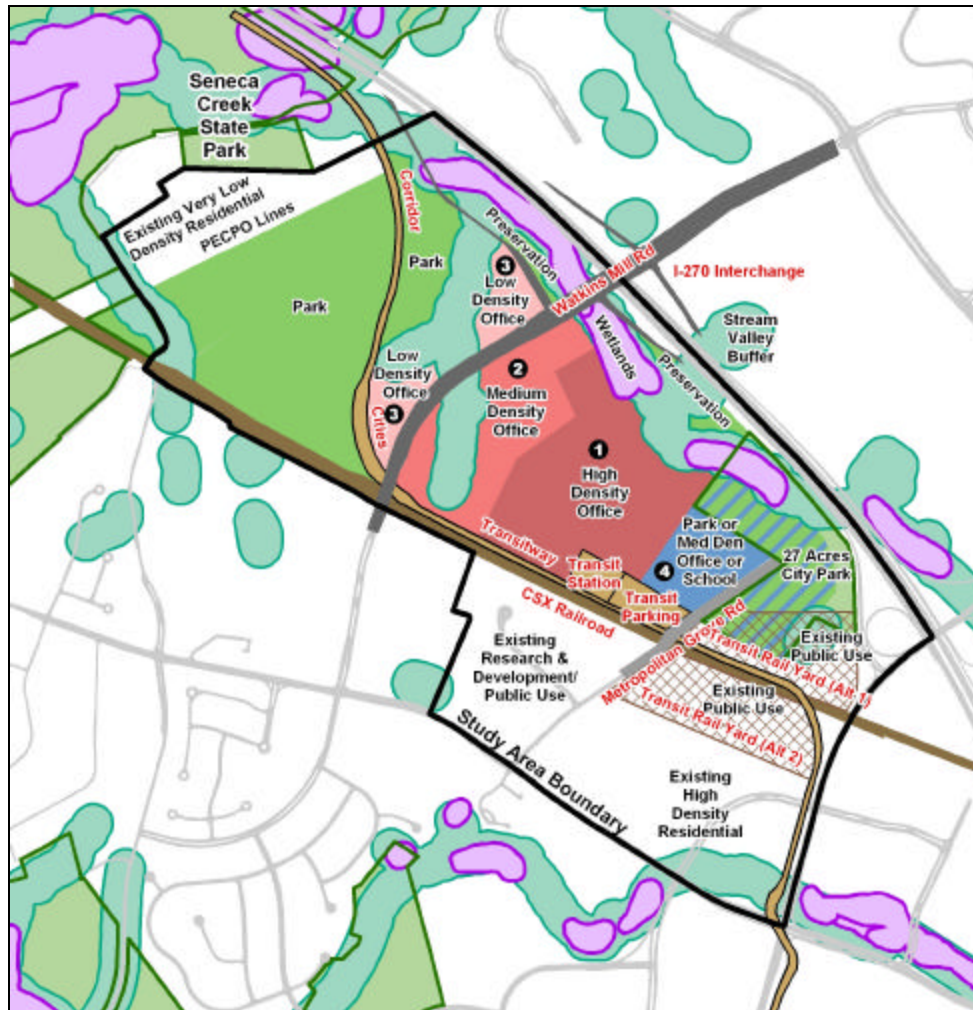 Seneca
Creek
State
Park
Existing Very Low
Density Residential
PECPO Lines
Corridor
Park
Park
Preservation
3
Low
Density
Office
Watkins Mill Rd
I-270 Interchange
Wetlands
Stream
Valley
Buffer
Preservation
Low
Density
Office
3
Cities
2
Medium
Density
Office
1
High
Density
Office
Park or
Med Den
Office or
School
4
27 Acres
City Park
Transitway
Transit
Station
Transit
Parking
CSX Railroad
Metropolitan Grove Rd
Existing
Public Use
Transit Rail Yard (Alt 1)
Existing
Research &
Development/
Public Use
Existing
Public Use
Transit Rail Yard (Alt 2)
Study Area Boundary
Existing
High
Density
Residential